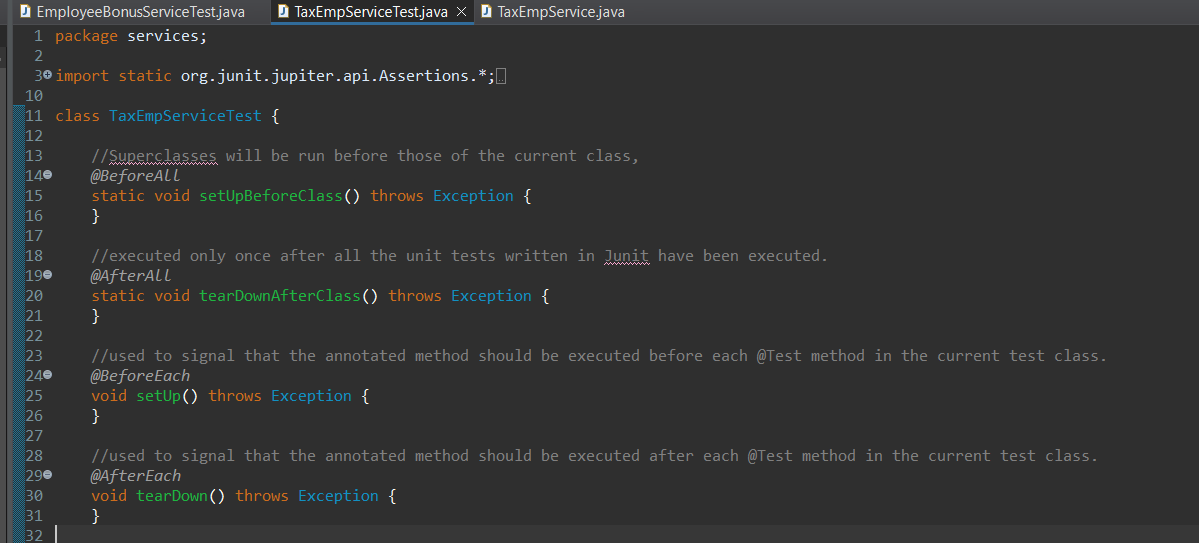 EmployeeBonusServiceTest.java TaxEmpServiceTest.java TaxEmpService.java
1 package services;
2
3 import static org.junit.jupiter.api.Assertions.*;
10
11 class TaxEmpServiceTest {
12
13 //Superclasses will be run before those of the current class,
14 @BeforeAll
15 static void setUpBeforeClass() throws Exception {
16 }
17
18 //executed only once after all the unit tests written in Junit have been executed.
19 @AfterAll
20 static void tearDownAfterClass() throws Exception {
21 }
22
23 //used to signal that the annotated method should be executed before each @Test method in the current test class.
24 @BeforeEach
25 void setUp() throws Exception {
26 }
27
28 //used to signal that the annotated method should be executed after each @Test method in the current test class.
29 @AfterEach
30 void tearDown() throws Exception {
31 }
32